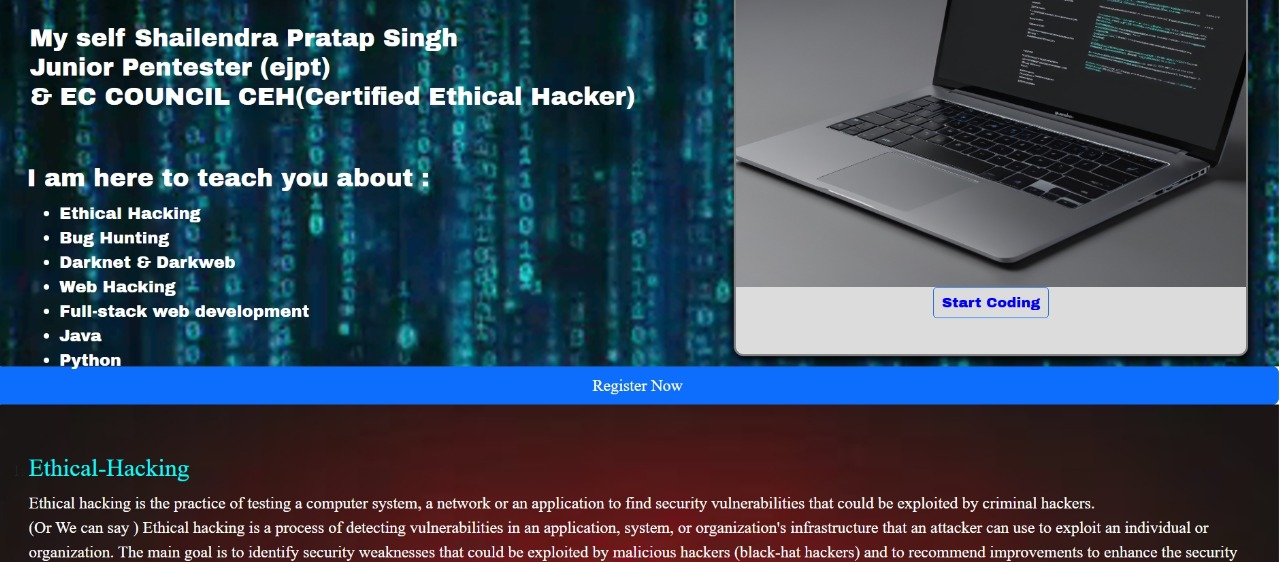 My self Shailendra Pratap Singh
Junior Pentester (ejpt)
& EC COUNCIL CEH(Certified Ethical Hacker)
I am here to teach you about :
• Ethical Hacking
• Bug Hunting
• Darknet & Darkweb
• Web Hacking
• Full-stack web development
• Java
• Python
Start Coding
Register Now
Ethical-Hacking
Ethical hacking is the practice of testing a computer system, a network or an application to find security vulnerabilities that could be exploited by criminal hackers.
(Or We can say ) Ethical hacking is a process of detecting vulnerabilities in an application, system, or organization's infrastructure that an attacker can use to exploit an individual or
organization. The main goal is to identify security weaknesses that could be exploited by malicious hackers (black-hat hackers) and to recommend improvements to enhance the security